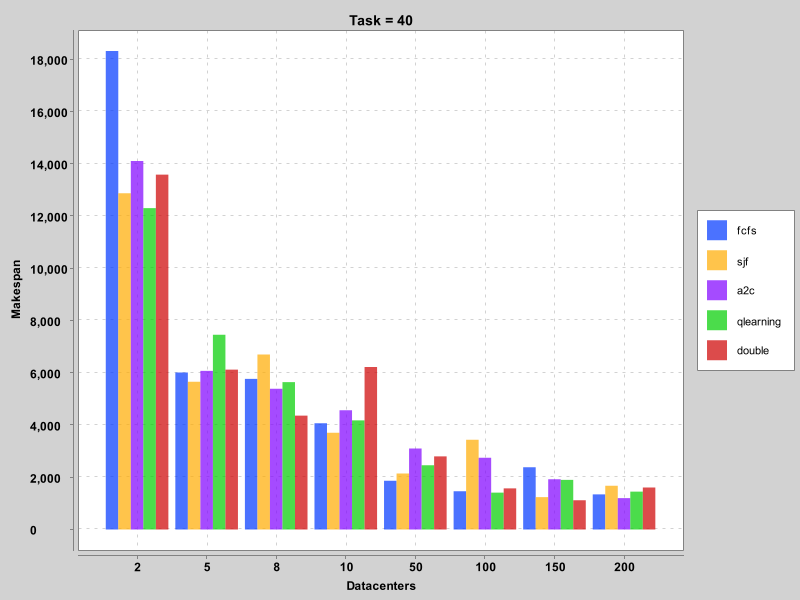 Task = 40
Makespan
18,000
16,000
14,000
12,000
10,000
8,000
6,000
4,000
2,000
0
2 5 8 10 50 100 150 200
Datacenters
fcfs
sjf
a2c
qlearning
double